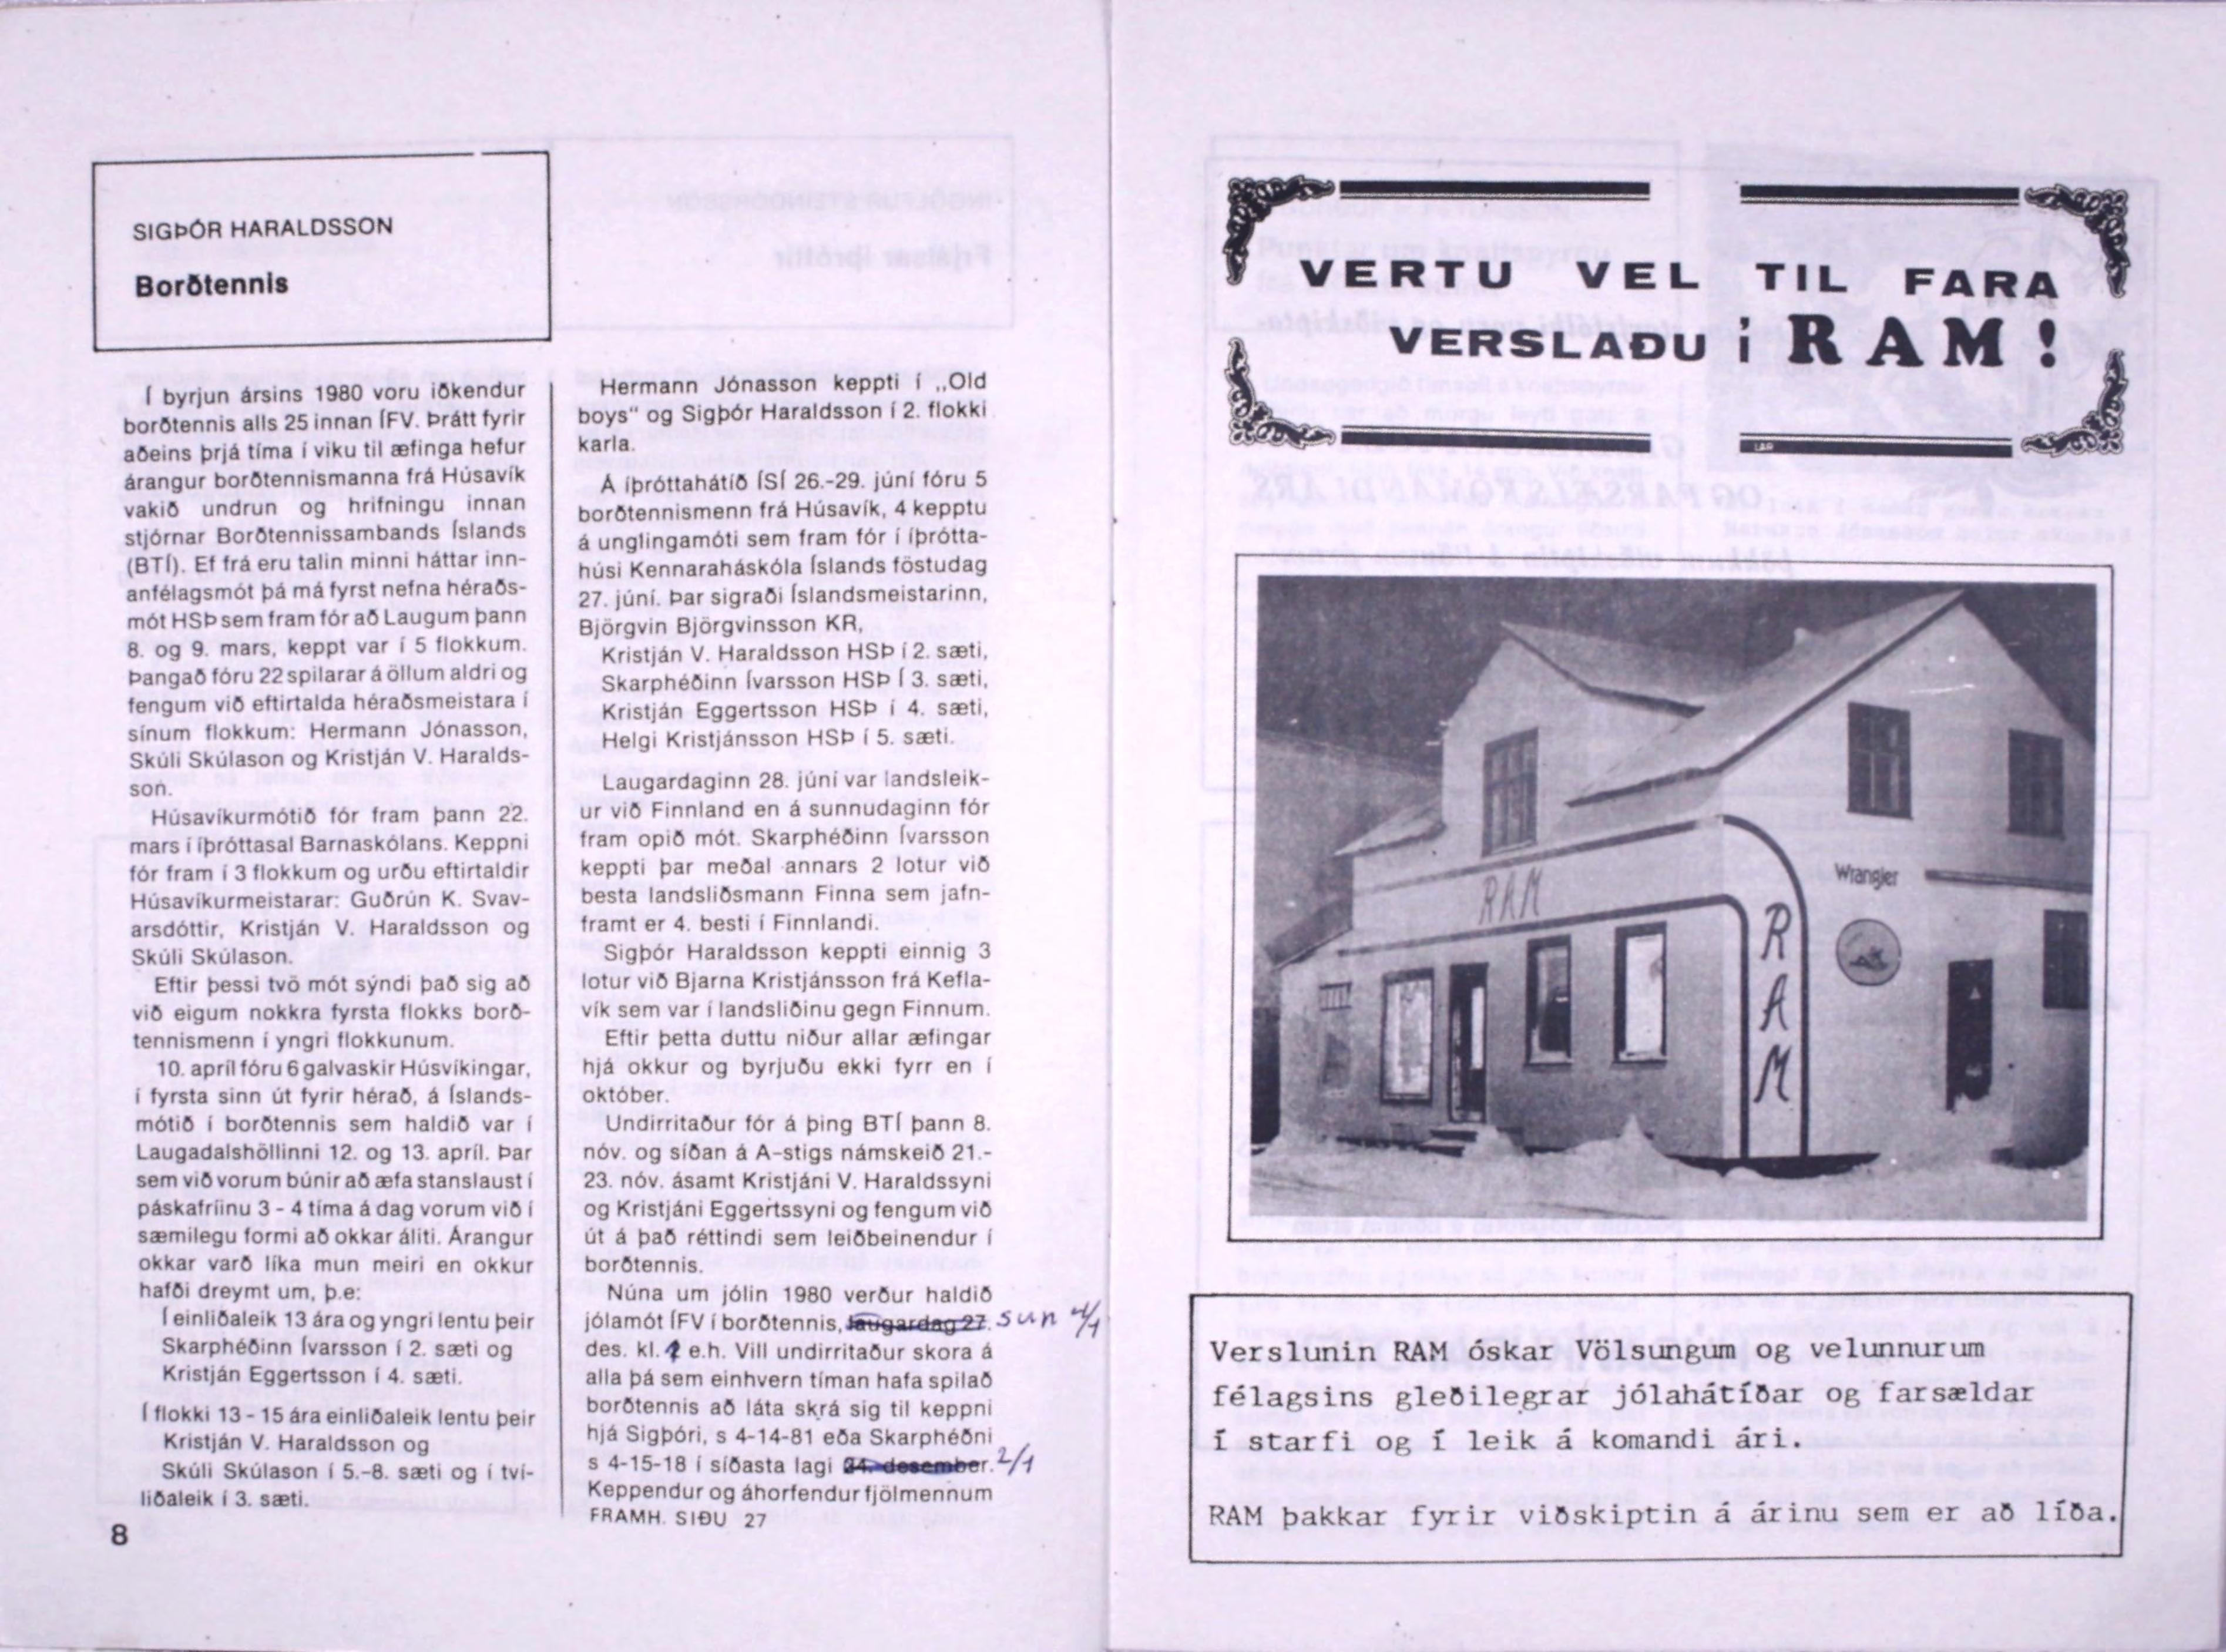 SIGÞÓR HARALDSSON
Borðtennis
Í byrjun ársins 1980 voru iðkendur
borðtennis alls 25 innan ÍFV. Þrátt fyrir
aðeins þrjá tíma í viku til æfinga hefur
árangur borðtennismanna frá Húsavík
vakið undrun og hrifningu innan
stjórnar Borðtennissambands Íslands
(BTÍ). Ef frá eru talin minni háttar inn-
anfélagsmót þá má fyrst nefna héraðs-
mót HSÞ sem fram fór að Laugum þann
8. og 9. mars, keppt var í 5 flokkum.
Þangað fóru 22 spilarar á öllum aldri og
fengum við eftirtalda héraðsmeistara í
sínum flokkum: Hermann Jónasson,
Skúli Skúlason og Kristján V. Haralds-
son.
Húsavíkurmótið fór fram þann 22.
mars í íþróttasal Barnaskólans. Keppni
fór fram í 3 flokkum og urðu eftirtaldir
Húsavíkurmeistarar: Guðrún K. Svav-
arsdóttir, Kristján V. Haraldsson og
Skúli Skúlason.
Eftir þessi tvö mót sýndi það sig að
við eigum nokkra fyrsta flokks borð-
tennismenn í yngri flokkunum.
10. apríl fóru 6 galvaskir Húsvíkingar,
í fyrsta sinn út fyrir hérað, á Íslands-
mótið í borðtennis sem haldið var í
Laugadalshöllinni 12. og 13. apríl. Þar
sem við vorum búnir að æfa stanslaust í
páskafríinu 3 - 4 tíma á dag vorum við í
sæmilegu formi að okkar áliti. Árangur
okkar varð líka mun meiri en okkur
hafði dreymt um, þ.e:
Í einliðaleik 13 ára og yngri lentu þeir
Skarphéðinn Ívarsson í 2. sæti og
Kristján Eggertsson í 4. sæti.
Í flokki 13 - 15 ára einliðaleik lentu þeir
Kristján V. Haraldsson og
Skúli Skúlason í 5.-8. sæti og í tví-
liðaleik í 3. sæti.
8
Hermann Jónasson keppti í ,,Old
boys" og Sigþór Haraldsson í 2. flokki
karla.
Á íþróttahátíð ÍSÍ 26.-29. júní fóru 5
borðtennismenn frá Húsavík, 4 kepptu
á unglingamóti sem fram fór í íþrótta-
húsi Kennaraháskóla Íslands föstudag
27. júní. Þar sigraði Íslandsmeistarinn,
Björgvin Björgvinsson KR,
Kristján V. Haraldsson HSÞ í 2. sæti,
Skarphéðinn Ívarsson HSÞ Í 3. sæti,
Kristján Eggertsson HSÞ í 4. sæti,
Helgi Kristjánsson HSÞ í 5. sæti.
Laugardaginn 28. júní var landsleik-
ur við Finnland en á sunnudaginn fór
fram opið mót. Skarphéðinn Ívarsson
keppti þar meðal annars 2 lotur við
besta landsliðsmann Finna sem jafn-
framt er 4. besti í Finnlandi.
Sigþór Haraldsson keppti einnig 3
lotur við Bjarna Kristjánsson frá Kefla-
vík sem var í landsliðinu gegn Finnum.
Eftir þetta duttu niður allar æfingar
hjá okkur og byrjuðu ekki fyrr en í
október.
Undirritaður fór á þing BTÍ þann 8.
nóv. og síðan á A-stigs námskeið 21.-
23. nóv. ásamt Kristjáni V. Haraldssyni
og Kristjáni Eggertssyni og fengum við
út á það réttindi sem leiðbeinendur í
borðtennis.
Núna um jólin 1980 verður haldið
jólamót ÍFV í borðtennis, laugardag 27. sun 4/1
des. kl. e.h. Vill undirritaður skora á
alla þá sem einhvern tíman hafa spilað
borðtennis að láta skrá sig til keppni
hjá Sigþóri, s 4-14-81 eða Skarphéðni
s 4-15-18 í síðasta lagi 24. desember. 2/1
Keppendur og áhorfendur fjölmennum
FRAMH. SIÐU 27
VERTU VEL TIL FARA
VERSLAÐU í RAM!
RAM
Wrangler
RAM
Verslunin RAM óskar Völsungum og velunnurum
félagsins gleðilegrar jólahátíðar og farsældar
í starfi og í leik á komandi ári.
RAM þakkar fyrir viðskiptin á árinu sem er að líða.